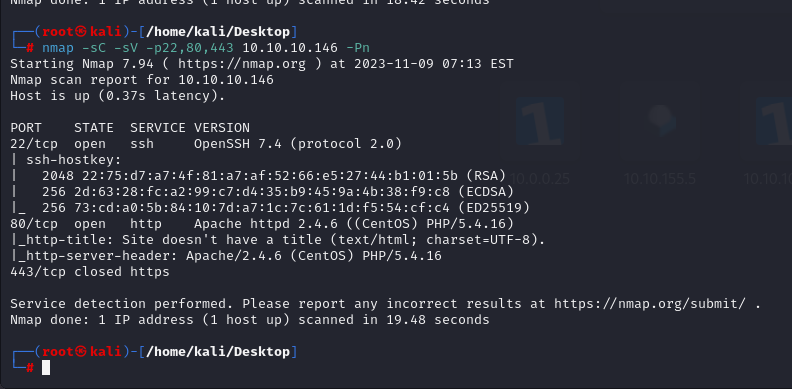 Nmap done: 1 IP address (1 host up) scanned in 18.42 seconds
┌──(root㉿kali)-[/home/kali/Desktop]
└─# nmap -sC -sV -p22,80,443 10.10.10.146 -Pn
Starting Nmap 7.94 ( https://nmap.org ) at 2023-11-09 07:13 EST
Nmap scan report for 10.10.10.146
Host is up (0.37s latency).
PORT    STATE  SERVICE VERSION
22/tcp  open   ssh     OpenSSH 7.4 (protocol 2.0)
| ssh-hostkey:
|   2048 22:75:d7:a7:4f:81:a7:af:52:66:e5:27:44:b1:01:5b (RSA)
|   256 2d:63:28:fc:a2:99:c7:d4:35:b9:45:9a:4b:38:f9:c8 (ECDSA)
|_  256 73:cd:a0:5b:84:10:7d:a7:1c:7c:61:1d:f5:54:cf:c4 (ED25519)
80/tcp  open   http    Apache httpd 2.4.6 ((CentOS) PHP/5.4.16)
|_http-title: Site doesn't have a title (text/html; charset=UTF-8).
|_http-server-header: Apache/2.4.6 (CentOS) PHP/5.4.16
443/tcp closed https
Service detection performed. Please report any incorrect results at https://nmap.org/submit/ .
Nmap done: 1 IP address (1 host up) scanned in 19.48 seconds
┌──(root㉿kali)-[/home/kali/Desktop]
└─#
10.0.0.25
10.10.155.5